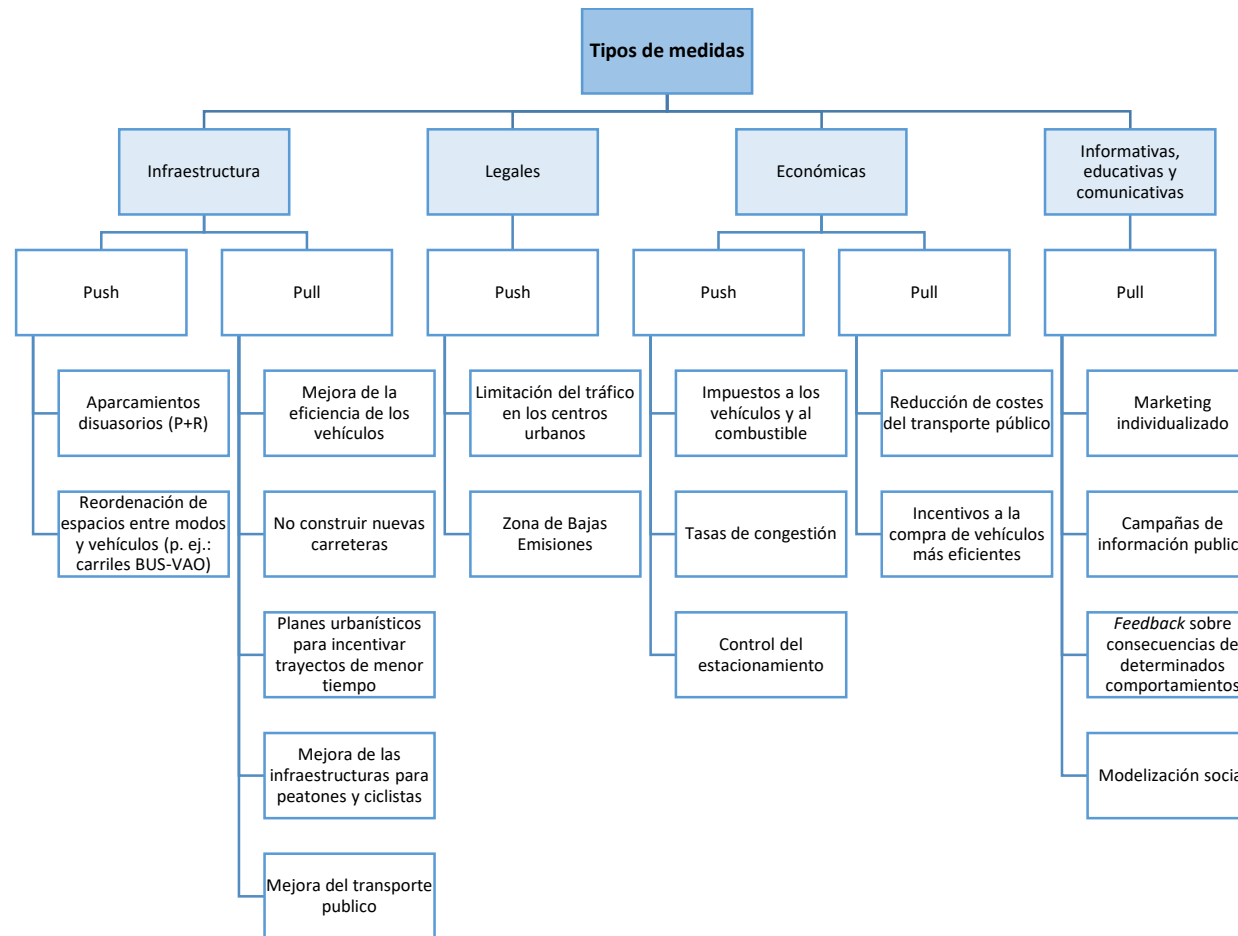 Tipos de medidas
Infraestructura
Legales
Económicas
Informativas,
educativas y
comunicativas
Push
Pull
Push
Push
Pull
Pull
Aparcamientos
disuasorios (P+R)
Reordenación de
espacios entre modos
y vehículos (p. ej.:
carriles BUS-VAO)
Mejora de la
eficiencia de los
vehículos
No construir nuevas
carreteras
Planes urbanísticos
para incentivar
trayectos de menor
tiempo
Mejora de las
infraestructuras para
peatones y ciclistas
Mejora del transporte
publico
Limitación del tráfico
en los centros
urbanos
Zona de Bajas
Emisiones
Impuestos a los
vehículos y al
combustible
Tasas de congestión
Control del
estacionamiento
Reducción de costes
del transporte público
Incentivos a la
compra de vehículos
más eficientes
Marketing
individualizado
Campañas de
información public
Feedback sobre
consecuencias de
determinados
comportamientos
Modelización socia